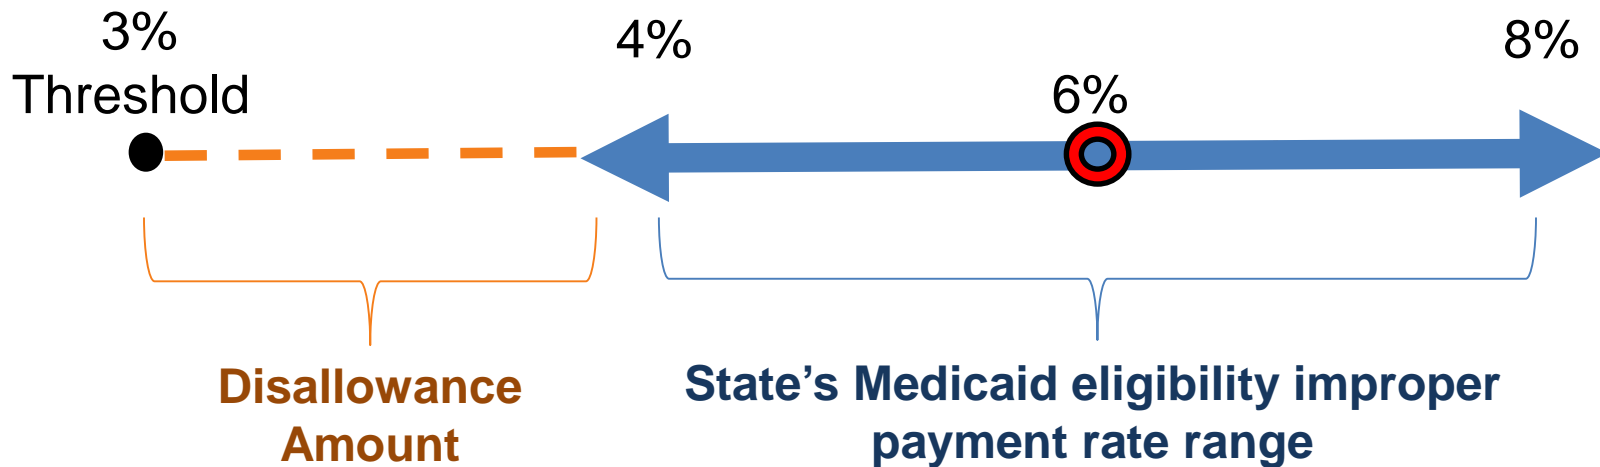 3%
Threshold
4%
6%
8%
Disallowance
Amount
State’s Medicaid eligibility improper
payment rate range